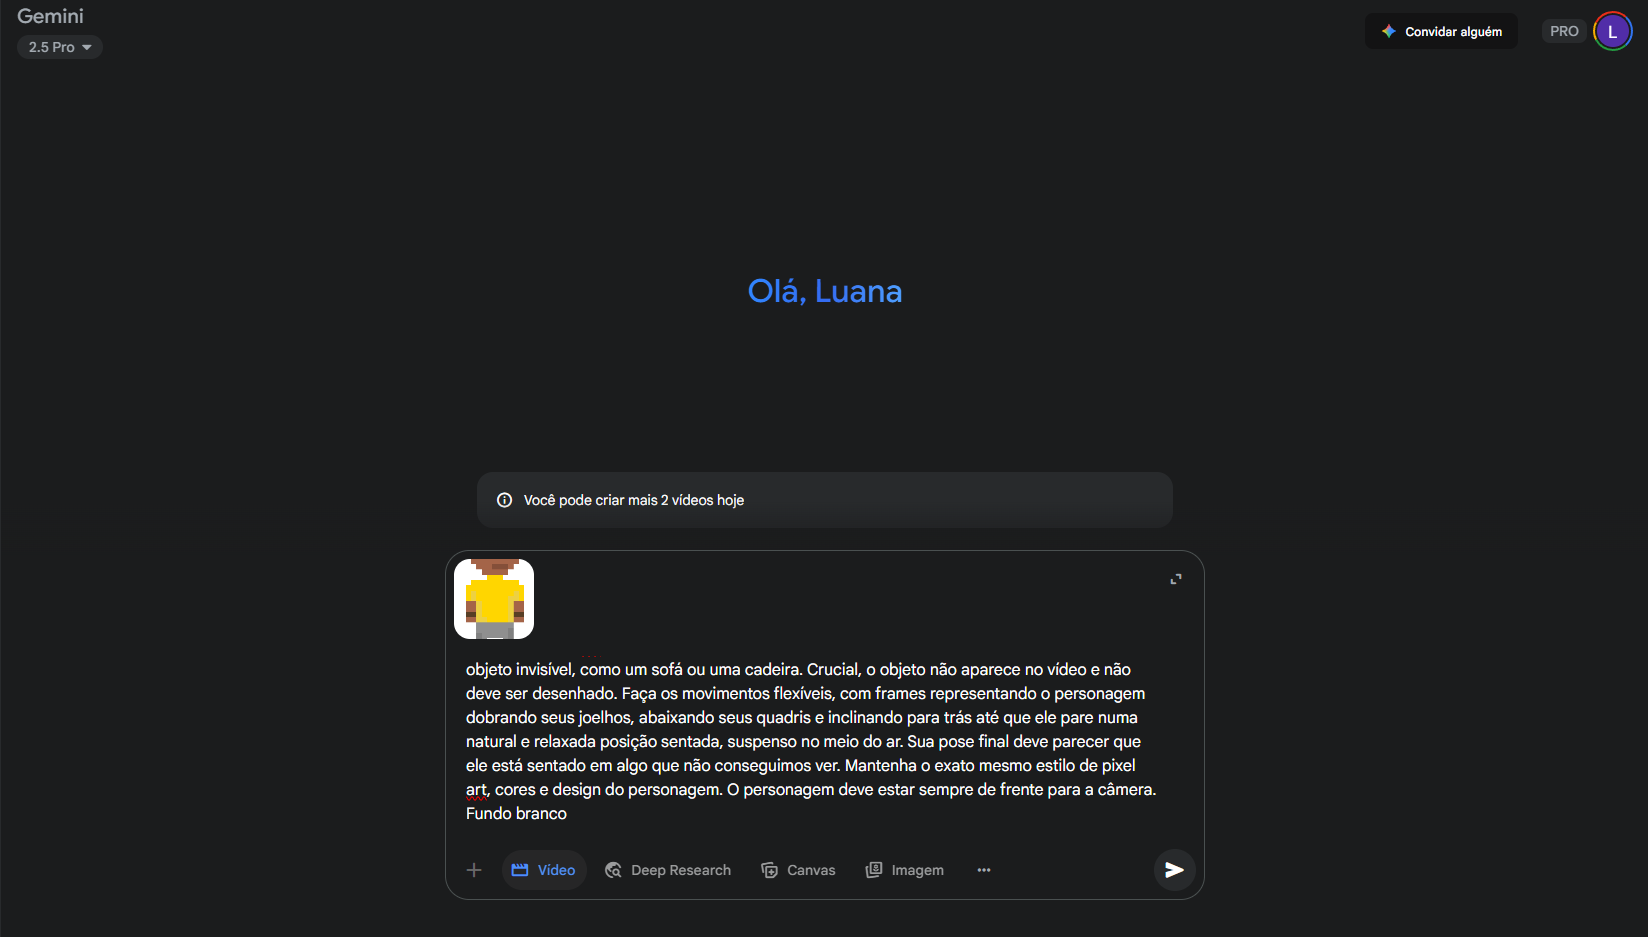 Gemini
2.5 Pro
Convidar alguém
PRO
L
Olá, Luana
Você pode criar mais 2 vídeos hoje
objeto invisível, como um sofá ou uma cadeira. Crucial, o objeto não aparece no vídeo e não
deve ser desenhado. Faça os movimentos flexíveis, com frames representando o personagem
dobrando seus joelhos, abaixando seus quadris e inclinando para trás até que ele pare numa
natural e relaxada posição sentada, suspenso no meio do ar. Sua pose final deve parecer que
ele está sentado em algo que não conseguimos ver. Mantenha o exato mesmo estilo de pixel
art, cores e design do personagem. O personagem deve estar sempre de frente para a câmera.
Fundo branco
Vídeo
Deep Research
Canvas
Imagem